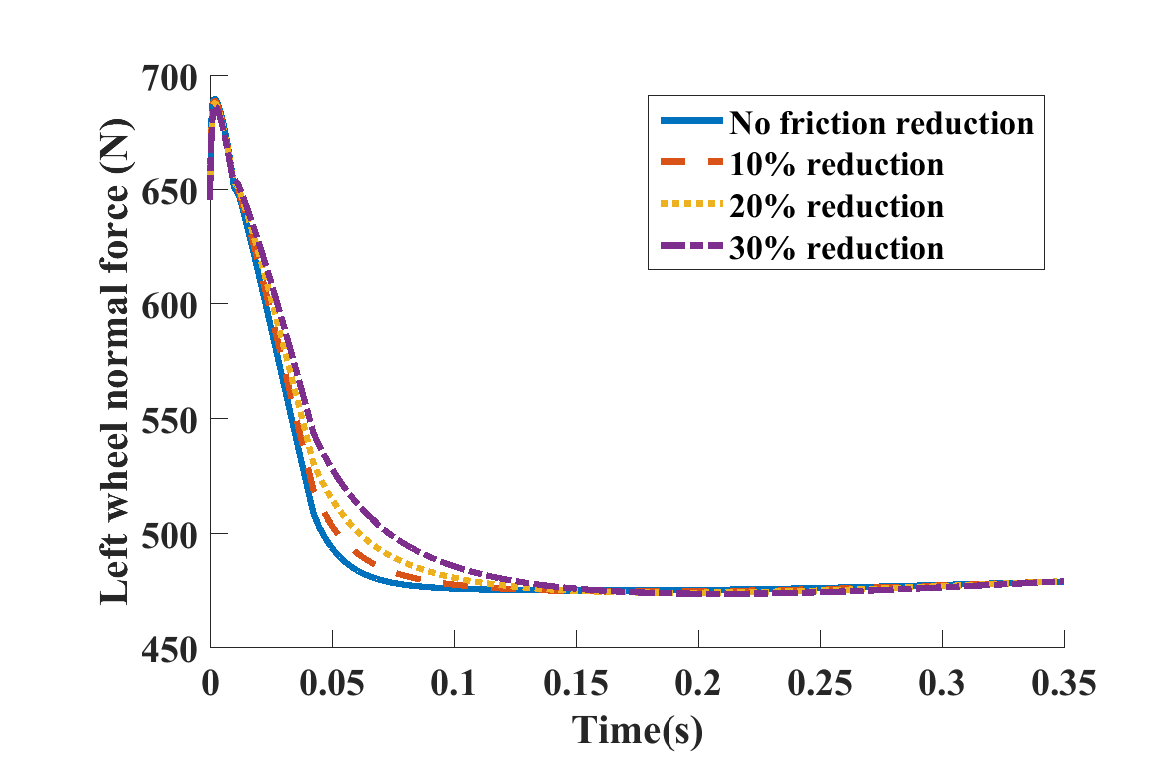 700
650
600
550
500
450
0
0.05
0.1
0.15
0.2
0.25
0.3
0.35
Left wheel normal force (N)
Time(s)
No friction reduction
10% reduction
20% reduction
30% reduction